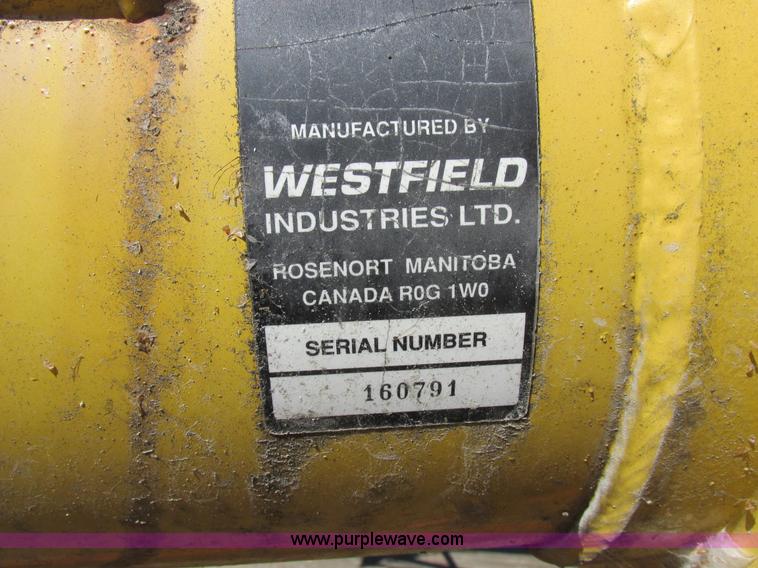 MANUFACTURED BY
WESTFIELD
INDUSTRIES LTD.
ROSENORT MANITOBA
CANADA R0G 1W0
SERIAL NUMBER
160791
www.purplewave.com